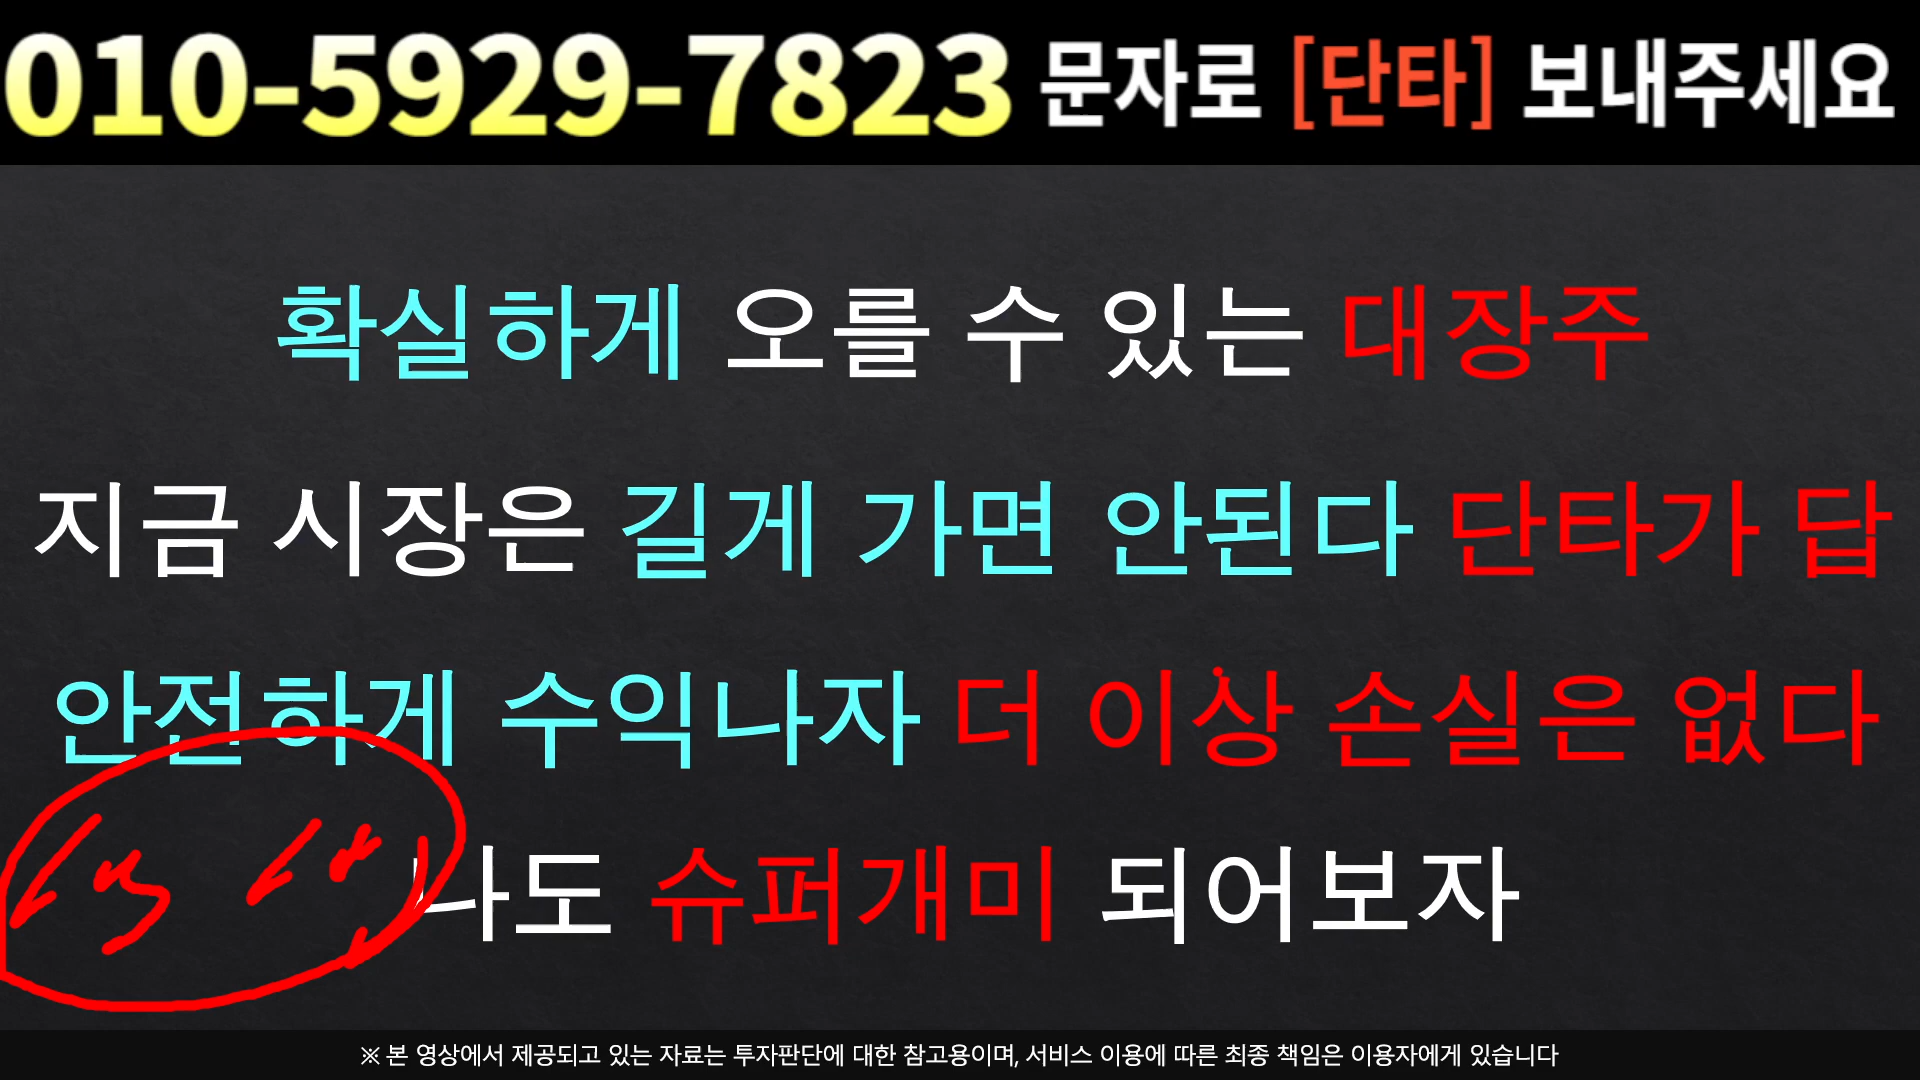 010-5929-7823 문자로 [단타] 보내주세요
확실하게 오를 수 있는 대장주
지금 시장은 길게 가면 안된다 단타가 답
안전하게 수익나자 더 이상 손실은 없다
나도 슈퍼개미 되어보자
※ 본 영상에서 제공되고 있는 자료는 투자판단에 대한 참고용이며, 서비스 이용에 따른 최종 책임은 이용자에게 있습니다